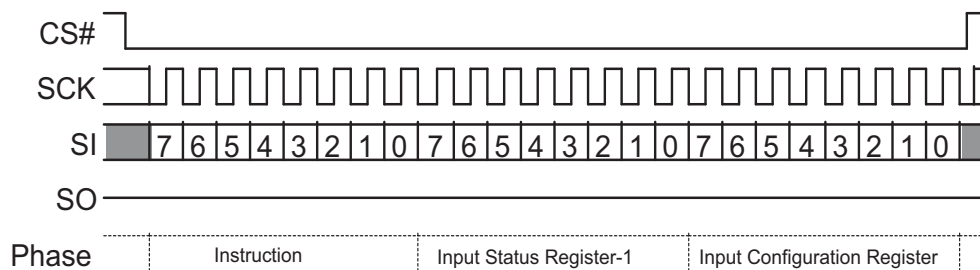 CS#
SCK
SI 7 6 5 4 3 2 1 0 7 6 5 4 3 2 1 0 7 6 5 4 3 2 1 0
SO
Phase Instruction Input Status Register-1 Input Configuration Register